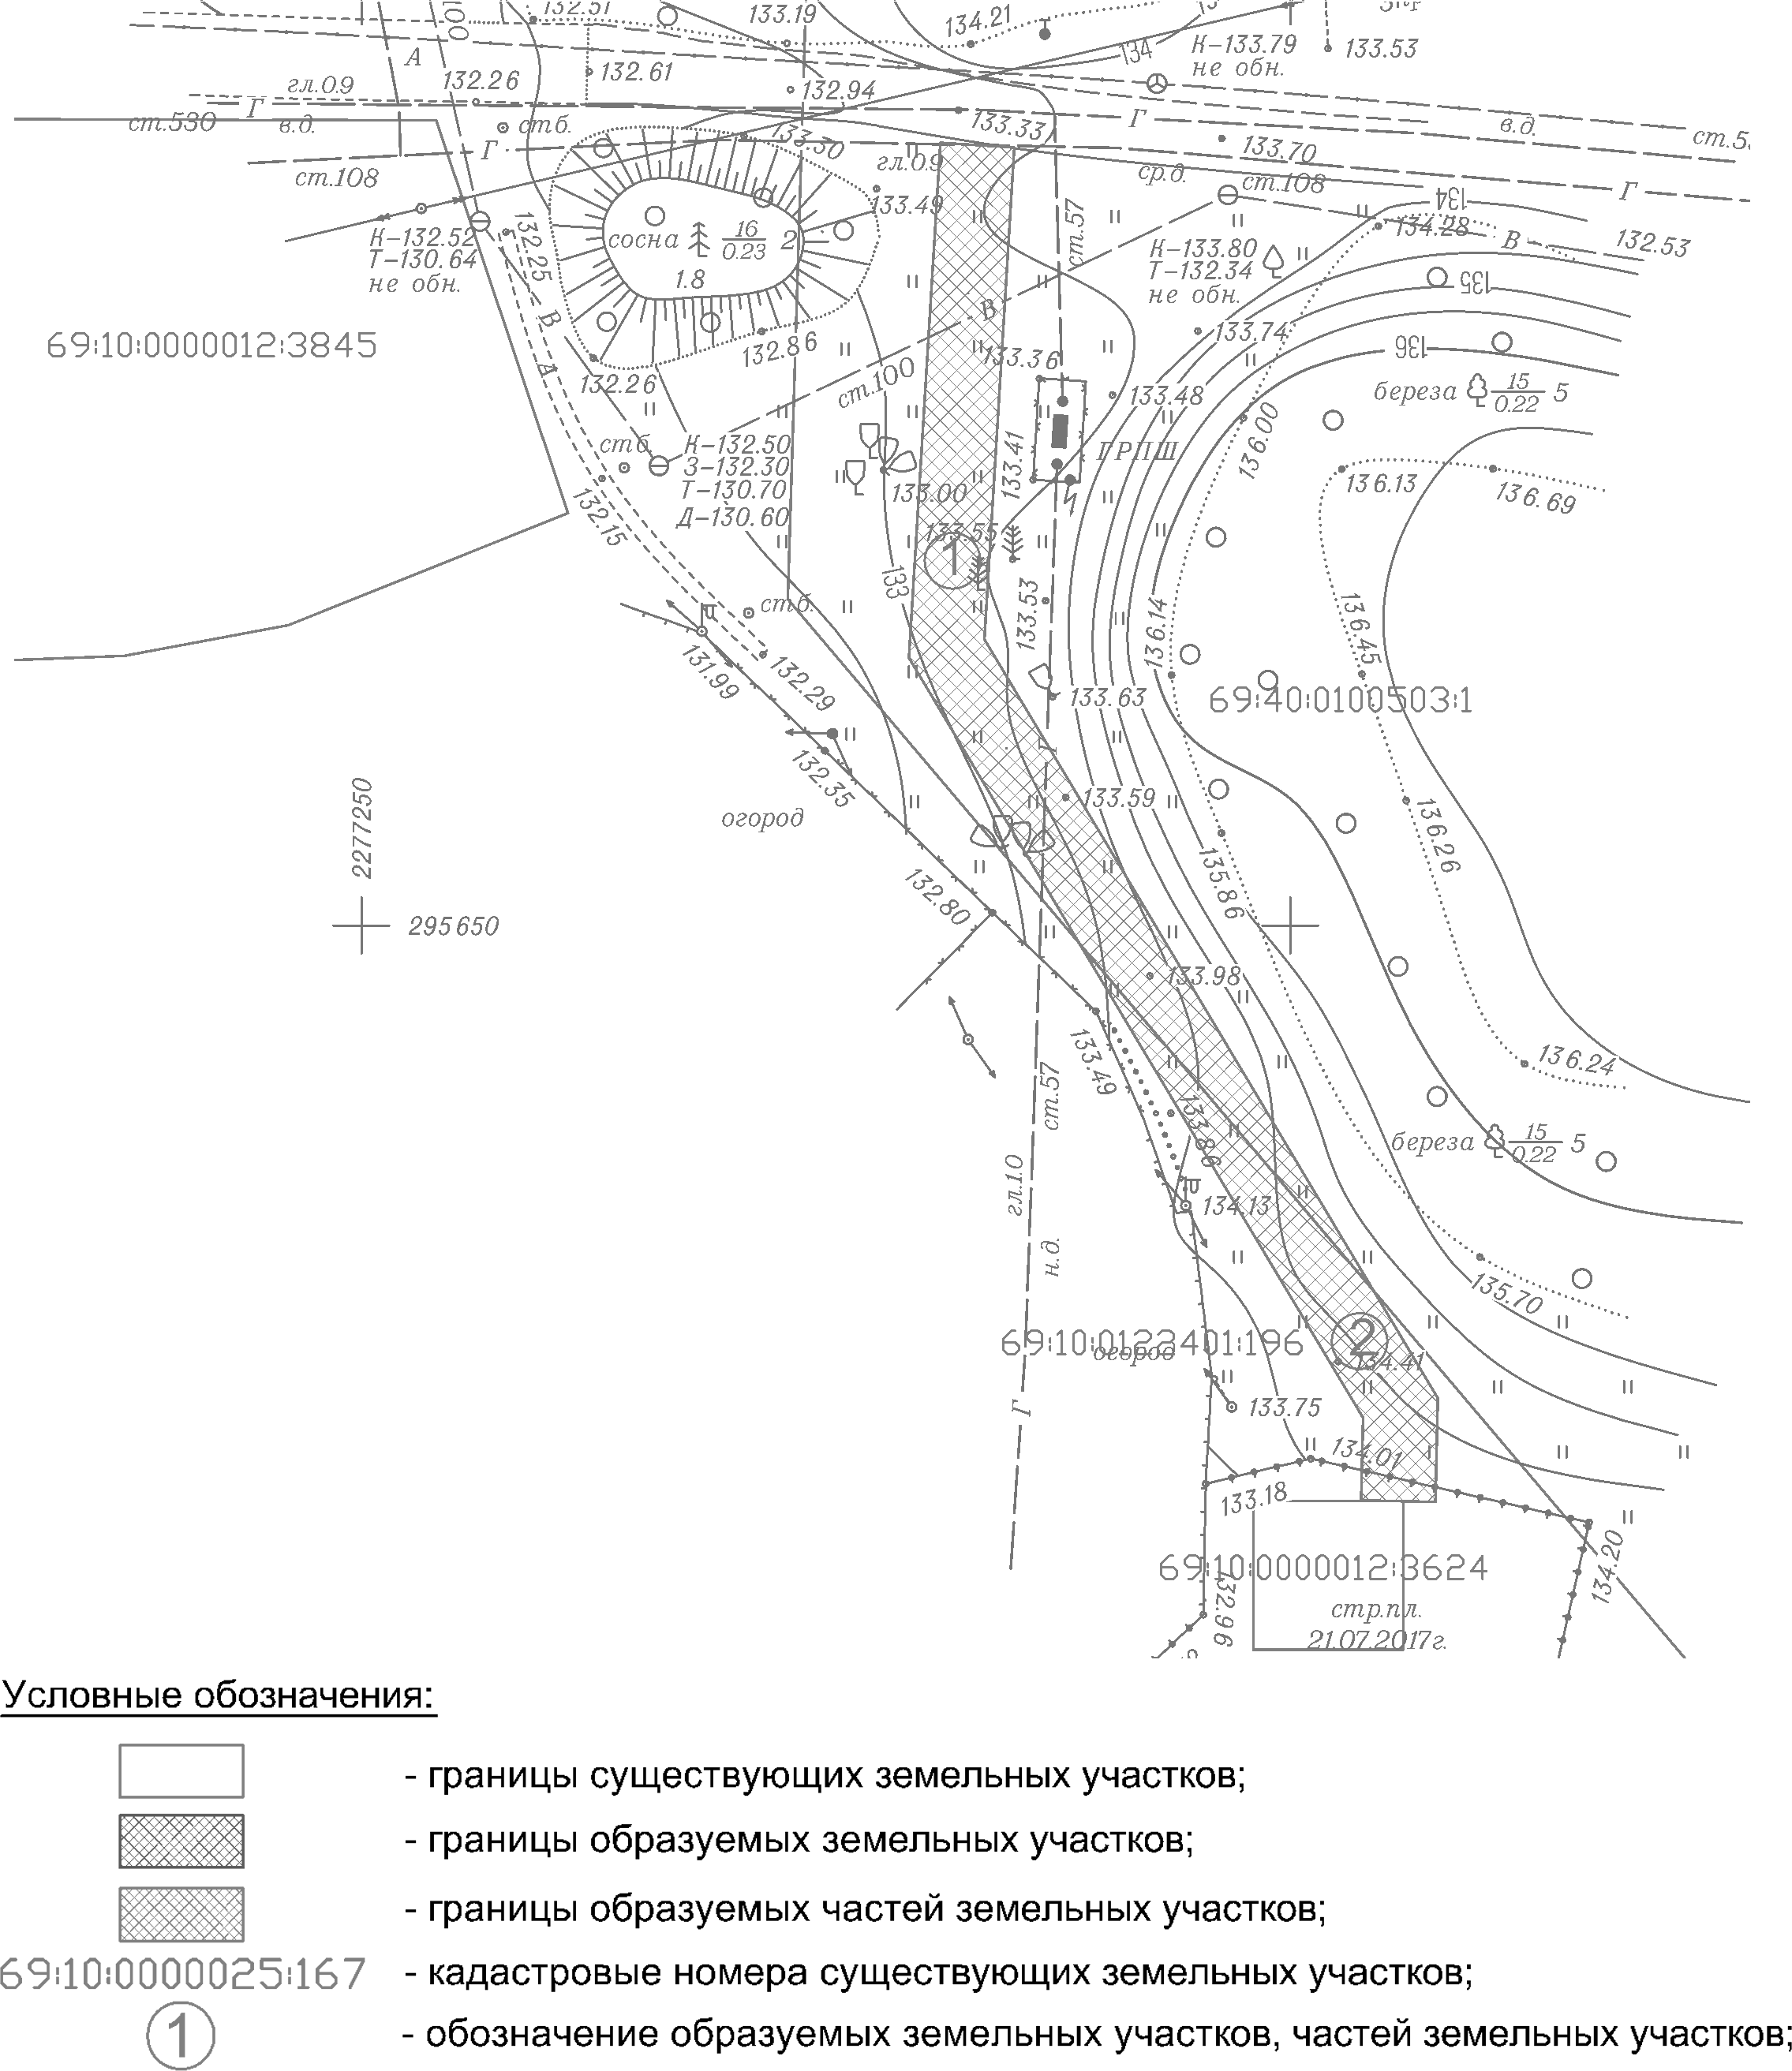 132.51
133.19
134.21
К-133.79
не обн.
133.53
А
100
134
гл.0.9
132.26
132.61
132.94
Г
ст.530
в.д.
стб.
133.30
133.33
Г
в.д.
ст.5
Г
ст.108
гл.0.9
133.70
ср.д.
ст.108
Г
134
133.49
ст.57
К-132.52
Т-130.64
не обн.
132.25
сосна 16 2
0.23
1.8
К-133.80
Т-132.34
не обн.
134.28
В
132.53
135
69:10:0000012:3845
В
В
133.74
136
А
132.26
132.86
ст.100
133.36
133.48
береза 15 5
0.22
136.00
стб.
К-132.50
З-132.30
Т-130.70
Д-130.60
133.41
ГРПШ
133.00
136.13
136.69
132.15
133.55
1
133
133.53
136.14
136.45
стб.
131.99
132.29
133.63
69:40:0100503:1
132.35
133.59
2277250
огород
136.26
135.86
132.80
295650
133.98
133.49
ст.57
136.24
133.86
береза 15 5
0.22
гл.1.0
134.13
н.д.
135.70
69:10:0122401:196
огород
2
134.41
Г
133.75
134.01
133.18
134.20
69:10:0000012:3624
132.96
стр.пл.
21.07.2017г.
Условные обозначения:
- границы существующих земельных участков;
- границы образуемых земельных участков;
- границы образуемых частей земельных участков;
69:10:0000025:167 - кадастровые номера существующих земельных участков;
1 - обозначение образуемых земельных участков, частей земельных участков;